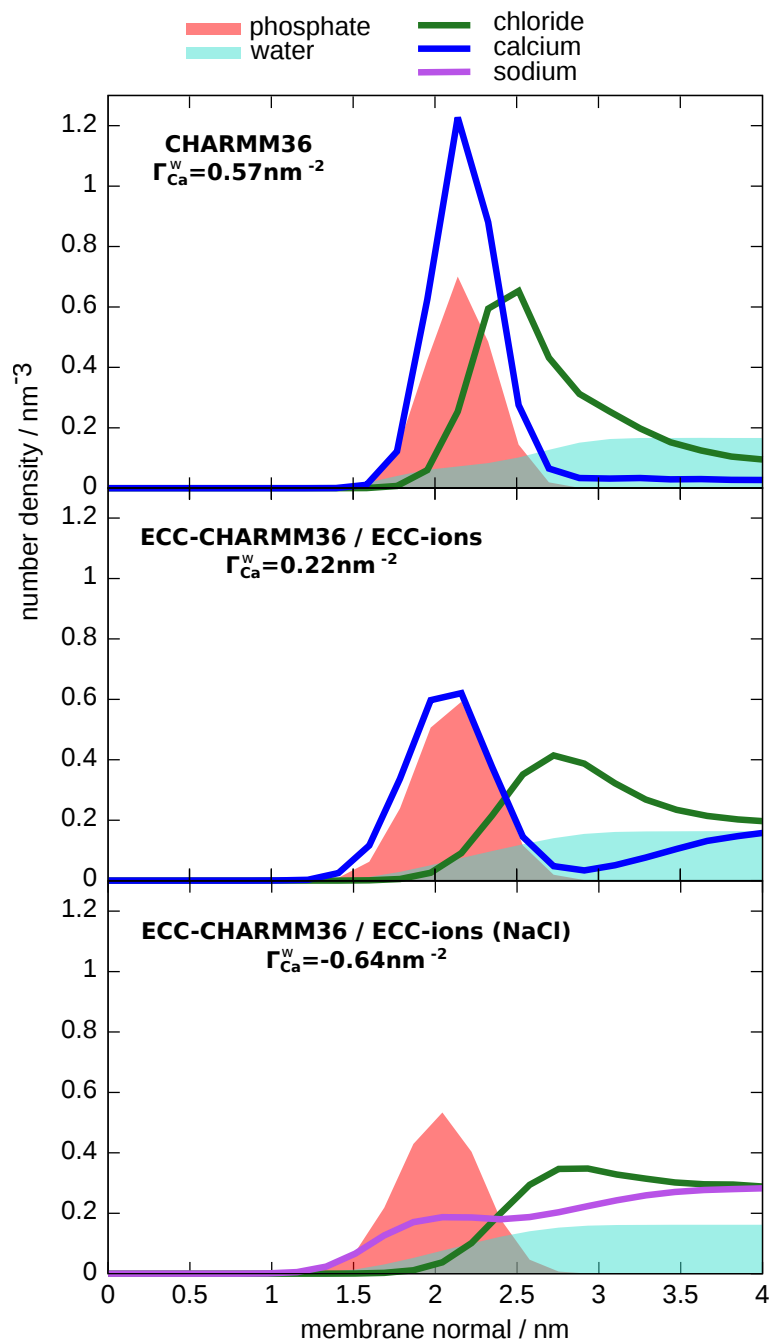 phosphate
water
chloride
calcium
sodium
number density / nm-3
CHARMM36
Γ^w_Ca=0.57nm^-2
1.2
1
0.8
0.6
0.4
0.2
0
ECC-CHARMM36 / ECC-ions
Γ^w_Ca=0.22nm^-2
1.2
1
0.8
0.6
0.4
0.2
0
ECC-CHARMM36 / ECC-ions (NaCl)
Γ^w_Ca=-0.64nm^-2
1.2
1
0.8
0.6
0.4
0.2
0
0 0.5 1 1.5 2 2.5 3 3.5 4
membrane normal / nm